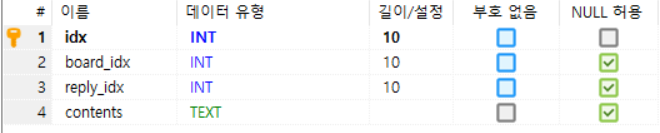 # 이름 데이터 유형 길이/설정 부호 없음 NULL 허용
1 idx INT 10
2 board_idx INT 10
3 reply_idx INT 10
4 contents TEXT